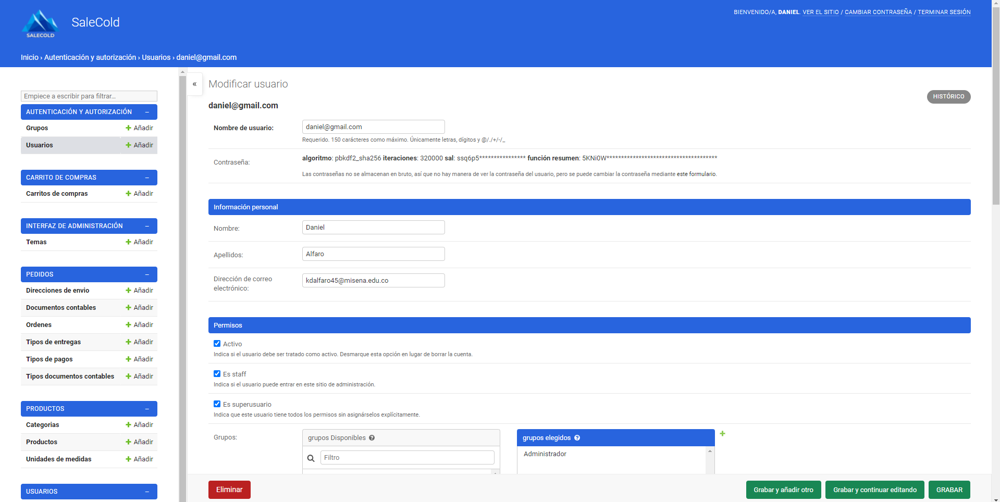 SALECOLD
SaleCold
BIENVENIDO/A, DANIEL. VER EL SITIO / CAMBIAR CONTRASEÑA / TERMINAR SESIÓN
Inicio › Autenticación y autorización › Usuarios › daniel@gmail.com
Empiece a escribir para filtrar...
AUTENTICACIÓN Y AUTORIZACIÓN –
Grupos + Añadir
Usuarios + Añadir
CARRITO DE COMPRAS –
Carritos de compras + Añadir
INTERFAZ DE ADMINISTRACIÓN –
Temas + Añadir
PEDIDOS –
Direcciones de envio + Añadir
Documentos contables + Añadir
Ordenes + Añadir
Tipos de entregas + Añadir
Tipos de pagos + Añadir
Tipos documentos contables + Añadir
PRODUCTOS –
Categorias + Añadir
Productos + Añadir
Unidades de medidas + Añadir
USUARIOS –
«
Modificar usuario
HISTÓRICO
daniel@gmail.com
Nombre de usuario: daniel@gmail.com
Requerido. 150 carácteres como máximo. Únicamente letras, dígitos y @/./+/-/_
Contraseña: algoritmo: pbkdf2_sha256 iteraciones: 320000 sal: ssq6p5**************** función resumen: 5KNi0W**************************************
Las contraseñas no se almacenan en bruto, así que no hay manera de ver la contraseña del usuario, pero se puede cambiar la contraseña mediante este formulario.
Información personal
Nombre: Daniel
Apellidos: Alfaro
Dirección de correo
electrónico: kdalfaro45@misena.edu.co
Permisos
Activo
Indica si el usuario debe ser tratado como activo. Desmarque esta opción en lugar de borrar la cuenta.
Es staff
Indica si el usuario puede entrar en este sitio de administración.
Es superusuario
Indica que este usuario tiene todos los permisos sin asignárselos explícitamente.
Grupos: grupos Disponibles ? grupos elegidos ? +
Filtro
Administrador
Eliminar
Grabar y añadir otro
Grabar y continuar editando
GRABAR